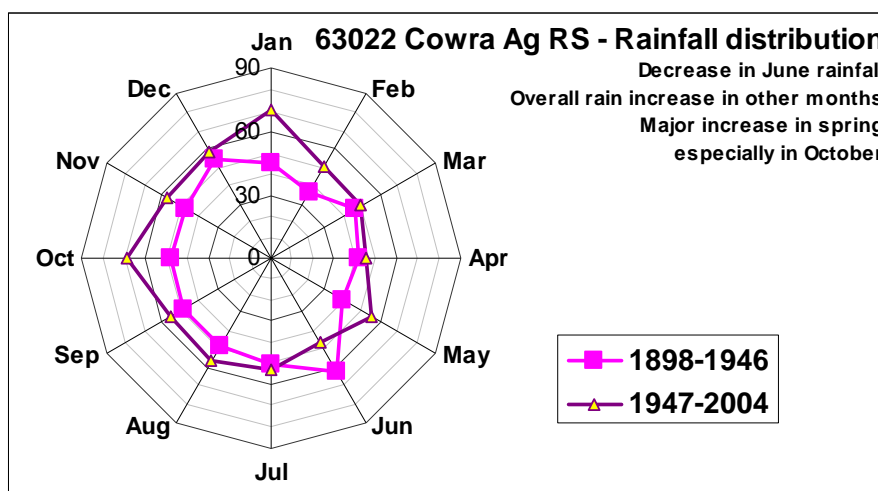 63022 Cowra Ag RS - Rainfall distribution
Decrease in June rainfal
Overall rain increase in other months
Major increase in spring
especially in October
Jan
Feb
Mar
Apr
May
Jun
Jul
Aug
Sep
Oct
Nov
Dec
90
60
30
0
1898-1946
1947-2004